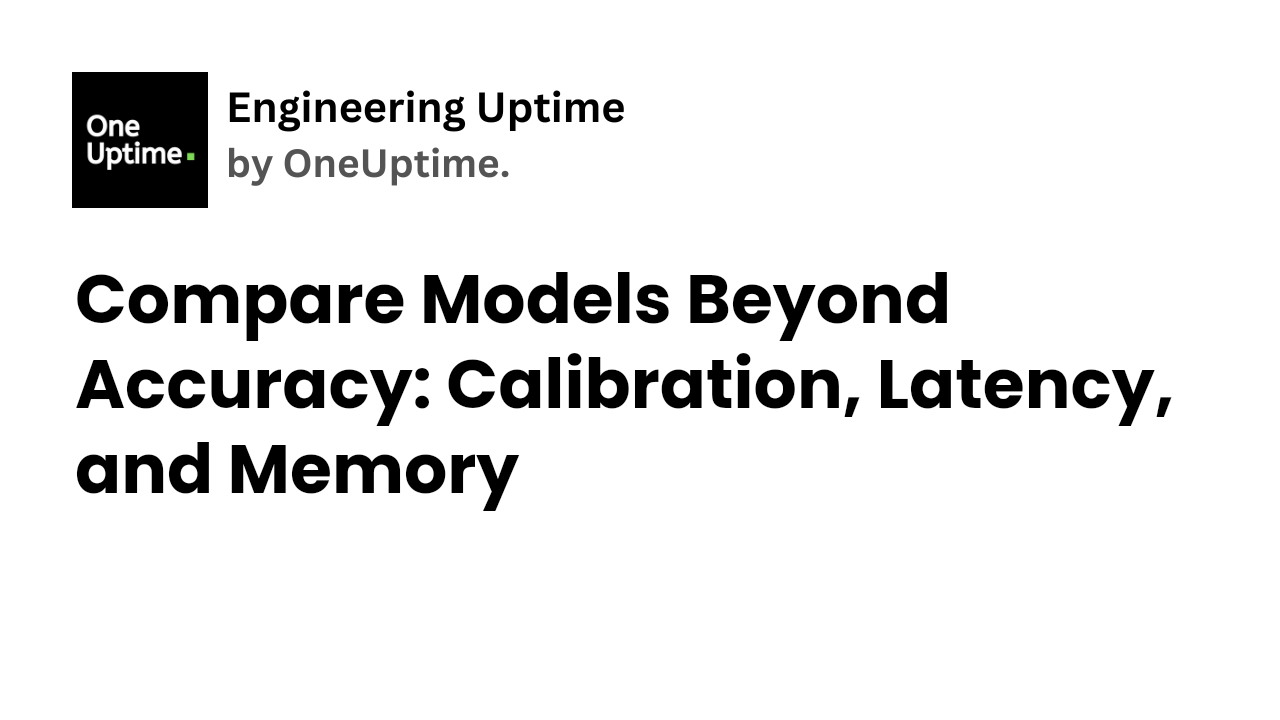 One
Uptime
Engineering Uptime
by OneUptime.
Compare Models Beyond
Accuracy: Calibration, Latency,
and Memory